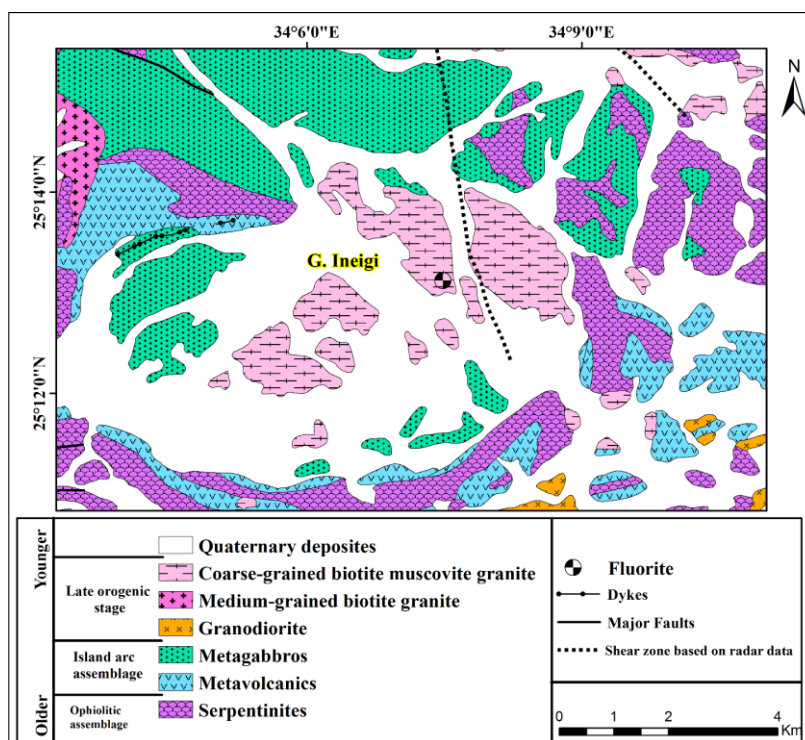 34°6'0"E
34°9'0"E
N
25°14'0"N
G. Ineigi
25°12'0"N
Younger
Older
Late orogenic
stage
Island arc
assemblage
Ophiolitic
assemblage
Quaternary deposites
Coarse-grained biotite muscovite granite
Medium-grained biotite granite
Granodiorite
Metagabbros
Metavolcanics
Serpentinites
Fluorite
Dykes
Major Faults
Shear zone based on radar data
0 1 2 4
Km